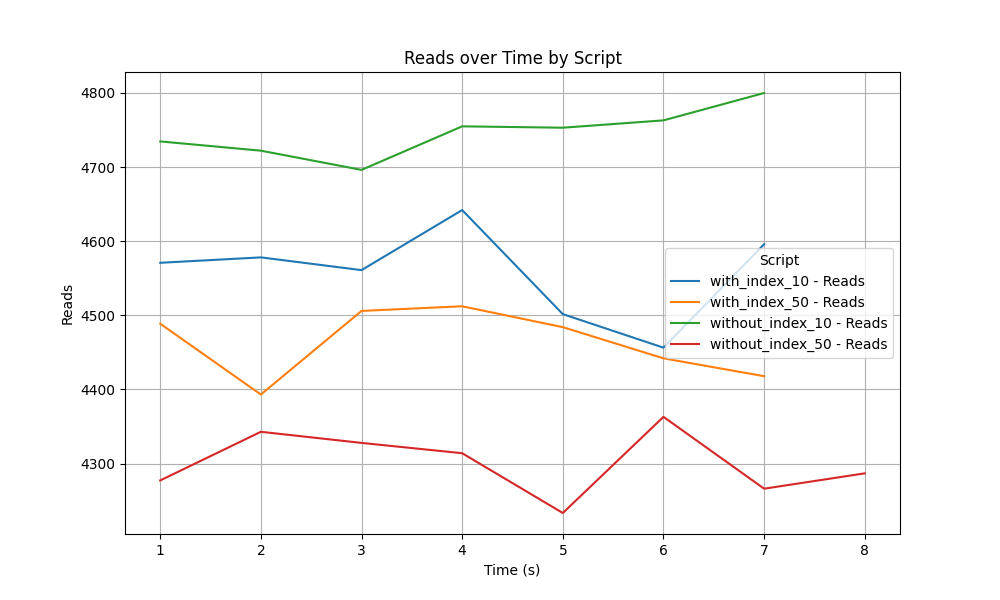 Reads over Time by Script
4800
4700
4600
4500
4400
4300
Reads
Script
with_index_10 - Reads
with_index_50 - Reads
without_index_10 - Reads
without_index_50 - Reads
1 2 3 4 5 6 7 8
Time (s)